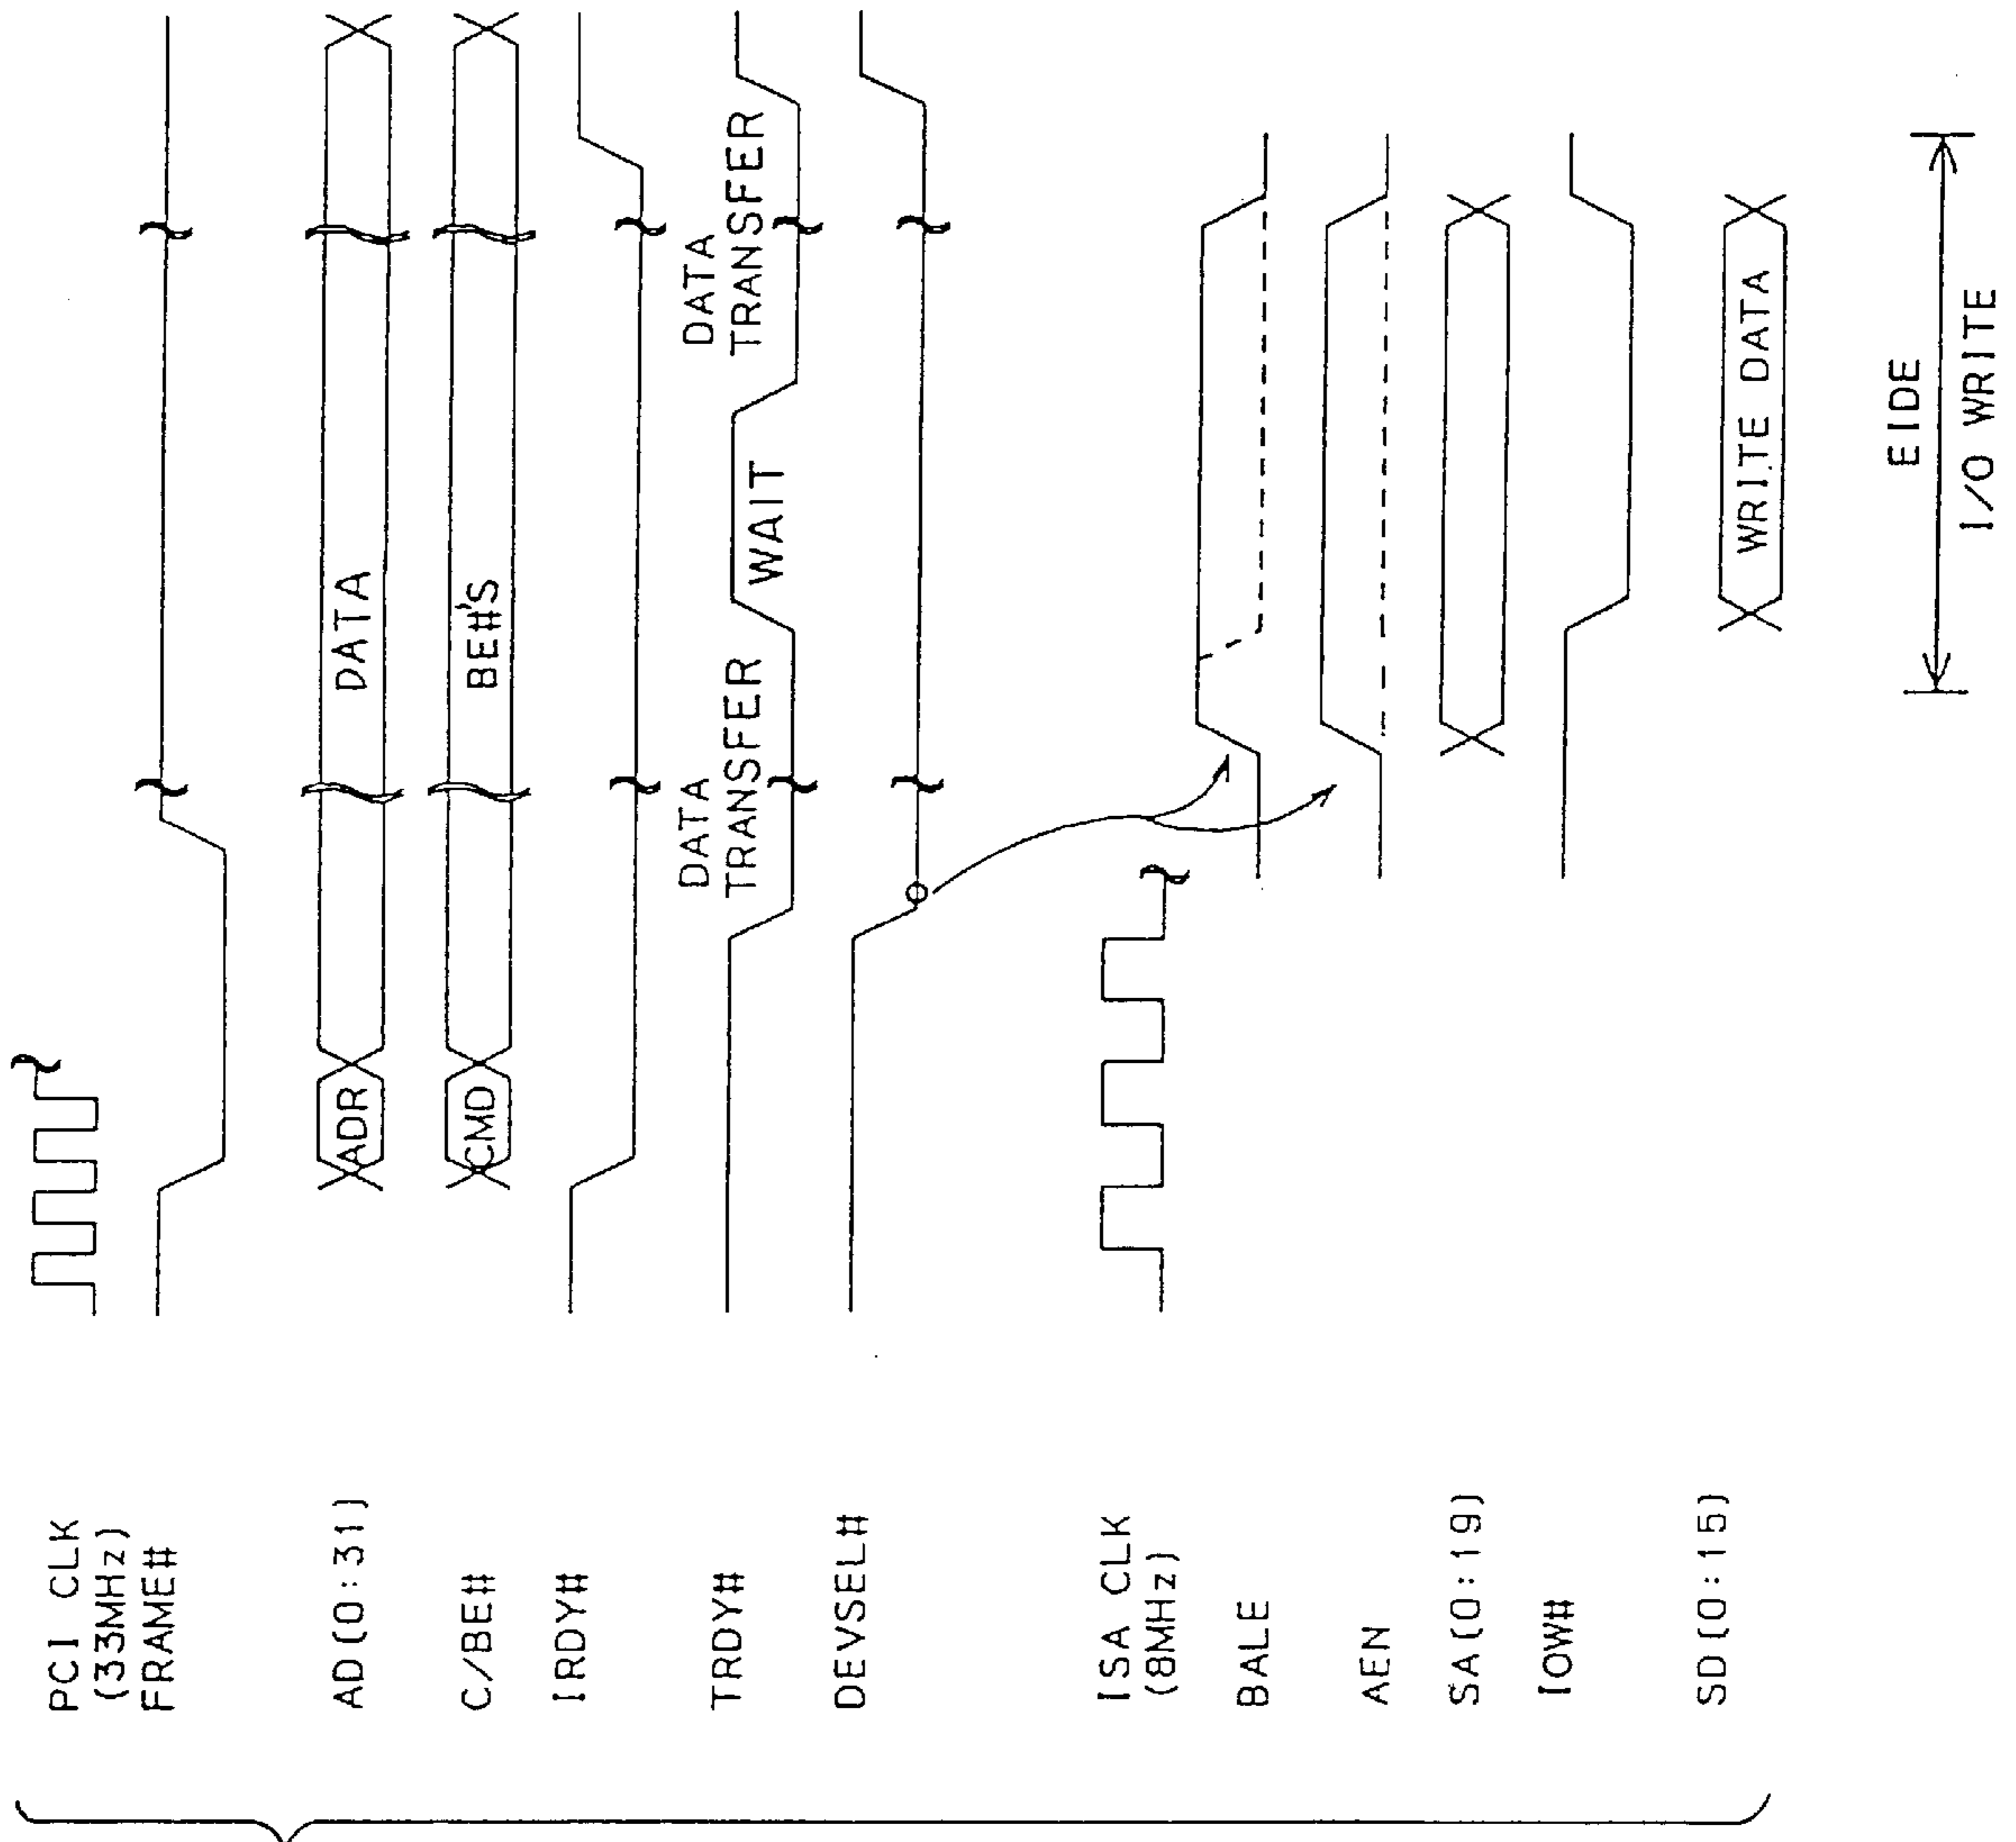 PCI CLK
(33MHz)
FRAME#
AD(0:31)
ADR
DATA
C/BE#
CMD
BE#'S
IRDY#
TRDY#
DATA
TRANSFER
WAIT
DATA
TRANSFER
DEVSEL#
ISA CLK
(8MHz)
BALE
AEN
SA(0:19)
IOW#
SD(0:15)
WRITE DATA
EIDE
I/O WRITE